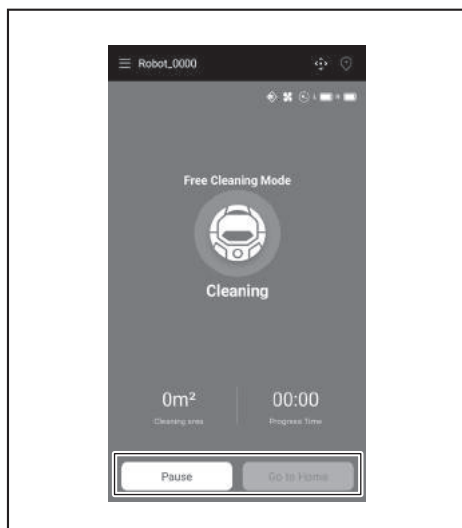 Robot_0000
L R
Free Cleaning Mode
Cleaning
0m² 00:00
Cleaning area Progress Time
Pause Go to Home